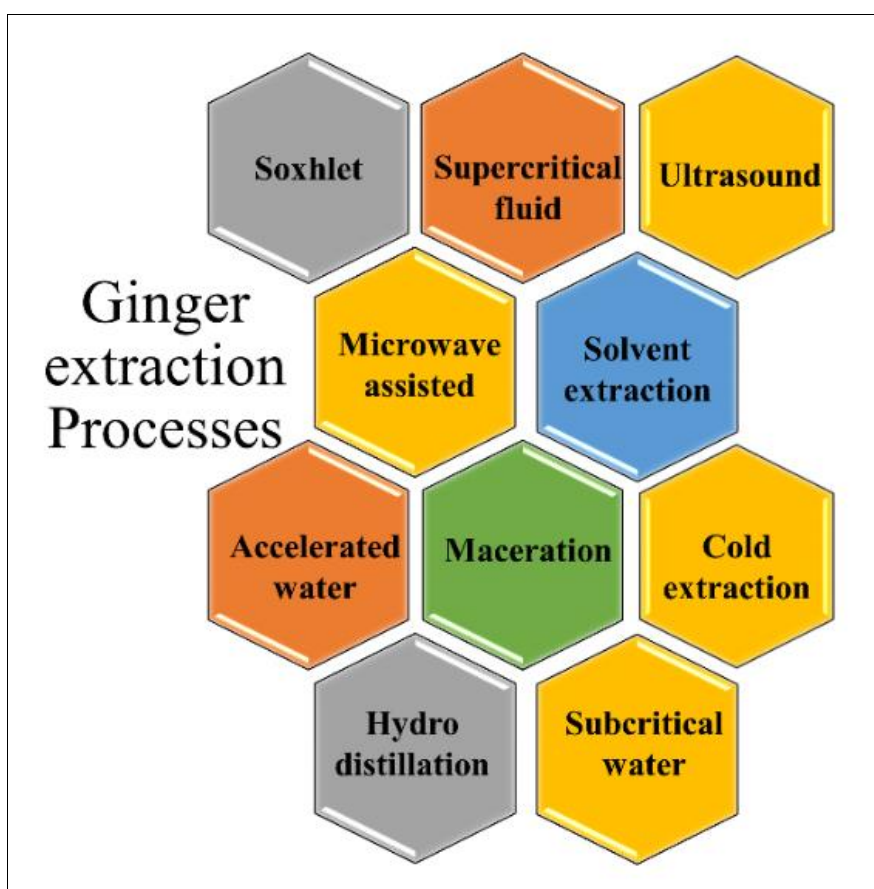 Soxhlet
Supercritical
fluid
Ultrasound
Ginger
extraction
Processes
Microwave
assisted
Solvent
extraction
Accelerated
water
Maceration
Cold
extraction
Hydro
distillation
Subcritical
water